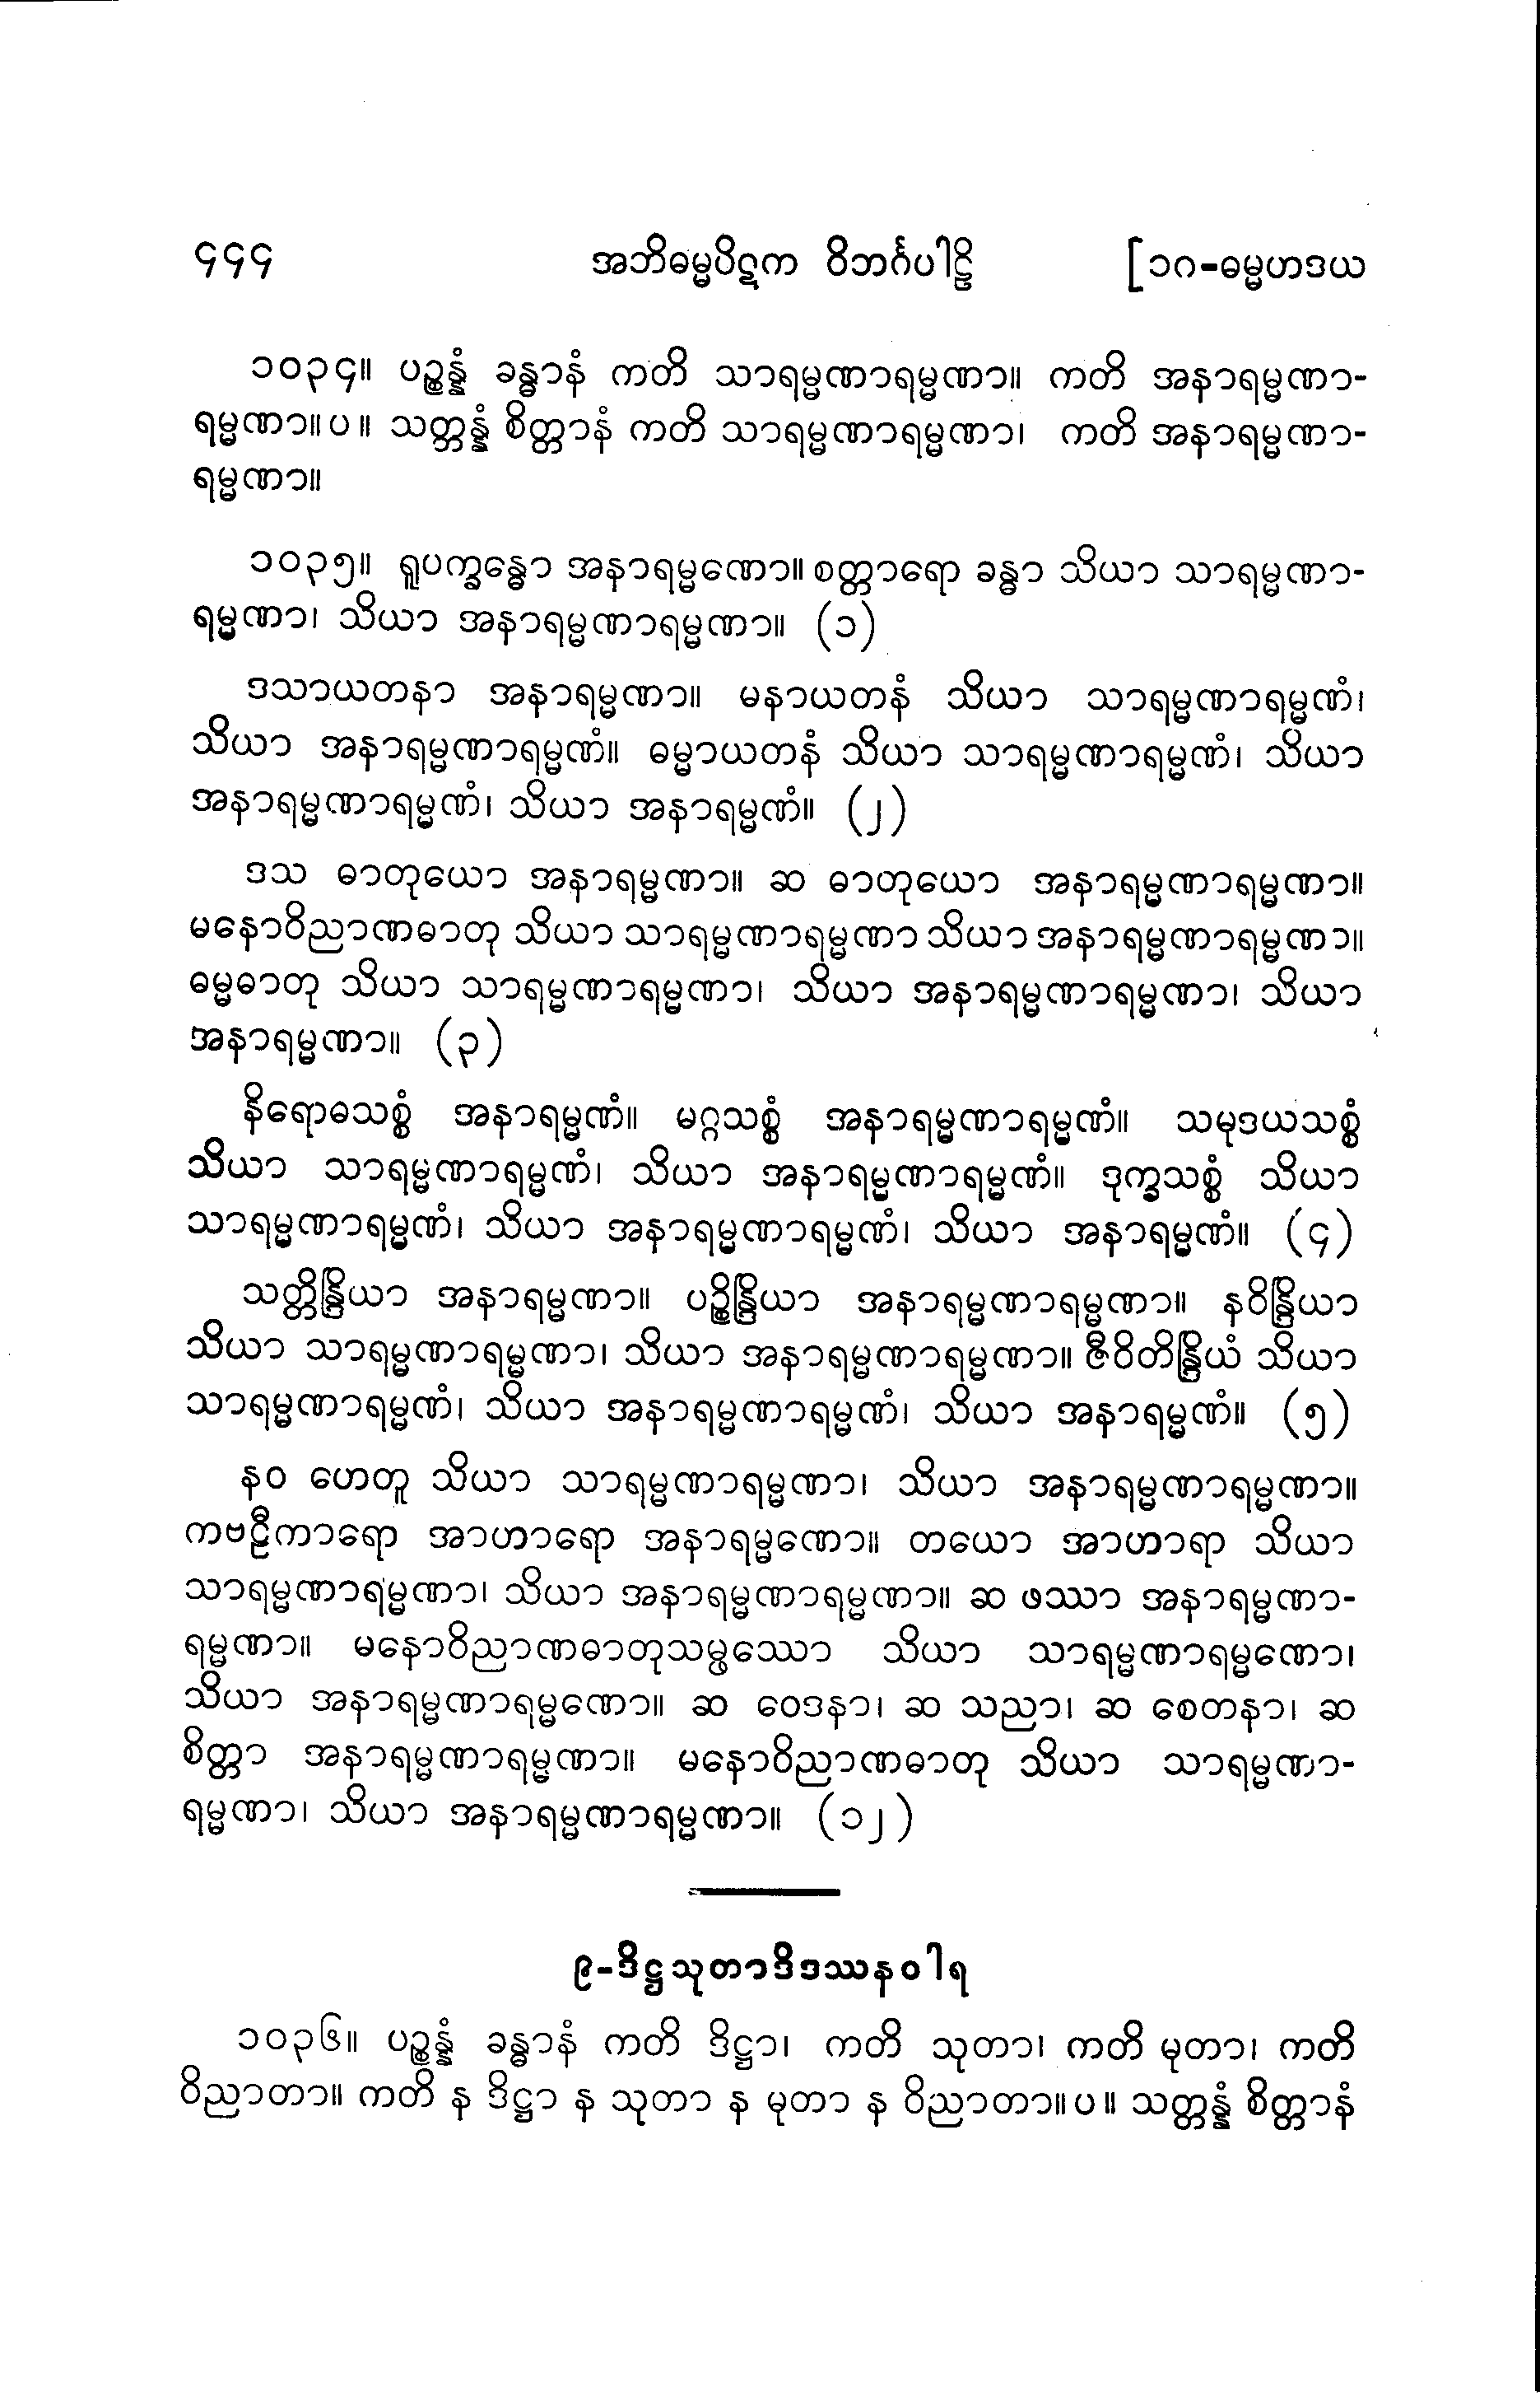 ၄၄၄ အဘိဓမ္မပိဋက ဝိဘင်္ဂပါဠိ [၁ဂ-ဓမ္မဟဒယ
၁ဝ၃၄။ ပဉ္စန္နံ ခန္ဓာနံ ကတိ သာရမ္မဏာရမ္မဏာ။ ကတိ အနာရမ္မဏာ-
ရမ္မဏာ။ပ။ သတ္တန္နံ စိတ္တာနံ ကတိ သာရမ္မဏာရမ္မဏာ၊ ကတိ အနာရမ္မဏာ-
ရမ္မဏာ။
၁ဝ၃၅။ ရူပက္ခန္ဓော အနာရမ္မဏော။ စတ္တာရော ခန္ဓာ သိယာ သာရမ္မဏာ-
ရမ္မဏာ၊ သိယာ အနာရမ္မဏာရမ္မဏာ။ (၁)
ဒသာယတနာ အနာရမ္မဏာ။ မနာယတနံ သိယာ သာရမ္မဏာရမ္မဏံ၊
သိယာ အနာရမ္မဏာရမ္မဏံ။ ဓမ္မာယတနံ သိယာ သာရမ္မဏာရမ္မဏံ၊ သိယာ
အနာရမ္မဏာရမ္မဏံ၊ သိယာ အနာရမ္မဏံ။ (၂)
ဒသ ဓာတုယော အနာရမ္မဏာ။ ဆ ဓာတုယော အနာရမ္မဏာရမ္မဏာ။
မနောဝိညာဏဓာတု သိယာ သာရမ္မဏာရမ္မဏာ သိယာ အနာရမ္မဏာရမ္မဏာ။
ဓမ္မဓာတု သိယာ သာရမ္မဏာရမ္မဏာ၊ သိယာ အနာရမ္မဏာရမ္မဏာ၊ သိယာ
အနာရမ္မဏာ။ (၃)
နိရောဓသစ္စံ အနာရမ္မဏံ။ မဂ္ဂသစ္စံ အနာရမ္မဏာရမ္မဏံ။ သမုဒယသစ္စံ
သိယာ သာရမ္မဏာရမ္မဏံ၊ သိယာ အနာရမ္မဏာရမ္မဏံ။ ဒုက္ခသစ္စံ သိယာ
သာရမ္မဏာရမ္မဏံ၊ သိယာ အနာရမ္မဏာရမ္မဏံ၊ သိယာ အနာရမ္မဏံ။ (၄)
သတ္တိန္ဒြိယာ အနာရမ္မဏာ။ ပဉ္စိန္ဒြိယာ အနာရမ္မဏာရမ္မဏာ။ နဝိန္ဒြိယာ
သိယာ သာရမ္မဏာရမ္မဏာ၊ သိယာ အနာရမ္မဏာရမ္မဏာ။ ဇီဝိတိန္ဒြိယံ သိယာ
သာရမ္မဏာရမ္မဏံ၊ သိယာ အနာရမ္မဏာရမ္မဏံ၊ သိယာ အနာရမ္မဏံ။ (၅)
နဝ ဟေတူ သိယာ သာရမ္မဏာရမ္မဏာ၊ သိယာ အနာရမ္မဏာရမ္မဏာ။
ကဗဠီကာရော အာဟာရော အနာရမ္မဏော။ တယော အာဟာရာ သိယာ
သာရမ္မဏာရမ္မဏာ၊ သိယာ အနာရမ္မဏာရမ္မဏာ။ ဆ ဖဿာ အနာရမ္မဏာ-
ရမ္မဏာ။ မနောဝိညာဏဓာတုသမ္ဖဿော သိယာ သာရမ္မဏာရမ္မဏော၊
သိယာ အနာရမ္မဏာရမ္မဏော။ ဆ ဝေဒနာ၊ ဆ သညာ၊ ဆ စေတနာ၊ ဆ
စိတ္တာ အနာရမ္မဏာရမ္မဏာ။ မနောဝိညာဏဓာတု သိယာ သာရမ္မဏာ-
ရမ္မဏာ၊ သိယာ အနာရမ္မဏာရမ္မဏာ။ (၁၂)
၉-ဒိဋ္ဌသုတာဒိဒဿနဝါရ
၁ဝ၃၆။ ပဉ္စန္နံ ခန္ဓာနံ ကတိ ဒိဋ္ဌာ၊ ကတိ သုတာ၊ ကတိ မုတာ၊ ကတိ
ဝိညာတာ။ ကတိ န ဒိဋ္ဌာ န သုတာ န မုတာ န ဝိညာတာ။ပ။ သတ္တန္နံ စိတ္တာနံ